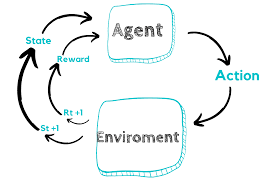 Agent
State
Reward
Action
Rt +1
St +1
Enviroment